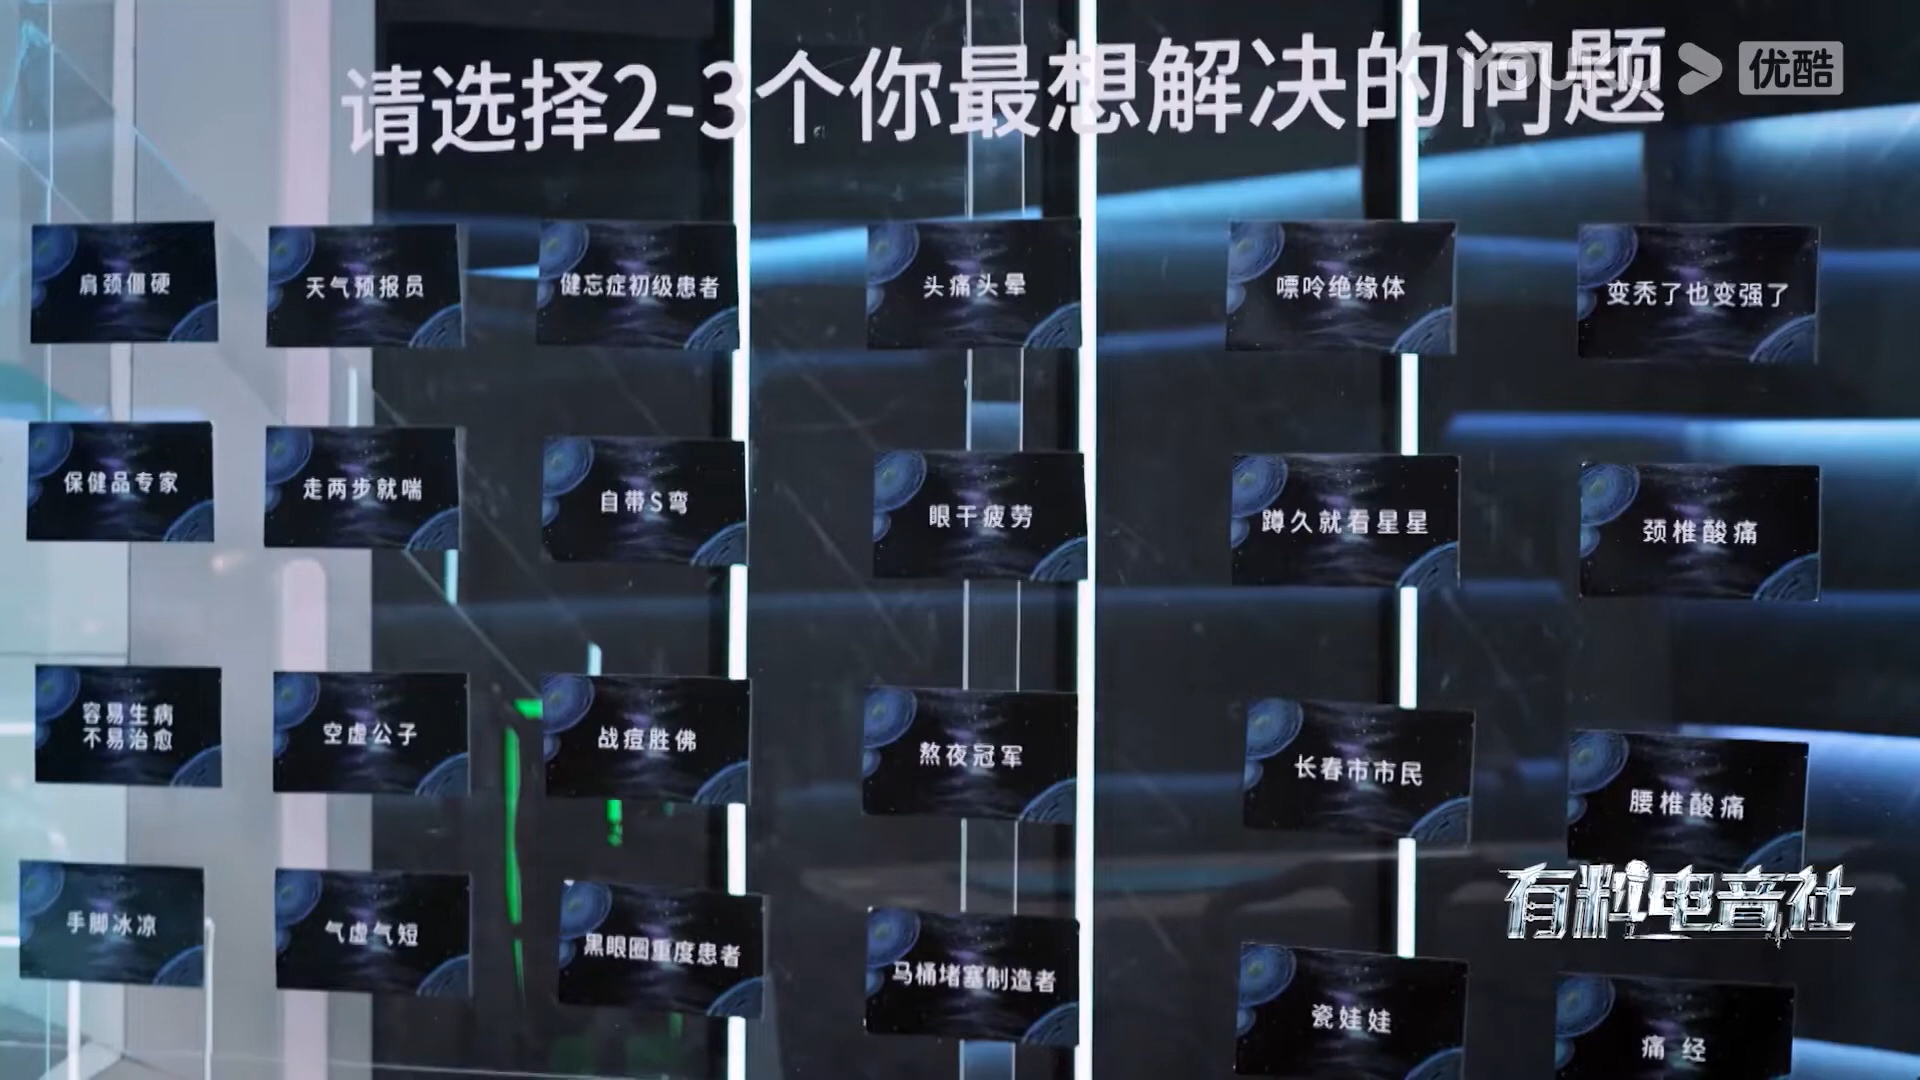 请选择2-3个你最想解决的问题
YOUKU 优酷
肩颈僵硬
天气预报员
健忘症初级患者
头痛头晕
嘌呤绝缘体
变秃了也变强了
保健品专家
走两步就喘
自带S弯
眼干疲劳
蹲久就看星星
颈椎酸痛
容易生病
不易治愈
空虚公子
战痘胜佛
熬夜冠军
长春市市民
腰椎酸痛
手脚冰凉
气虚气短
黑眼圈重度患者
马桶堵塞制造者
瓷娃娃
痛经
有料电音社